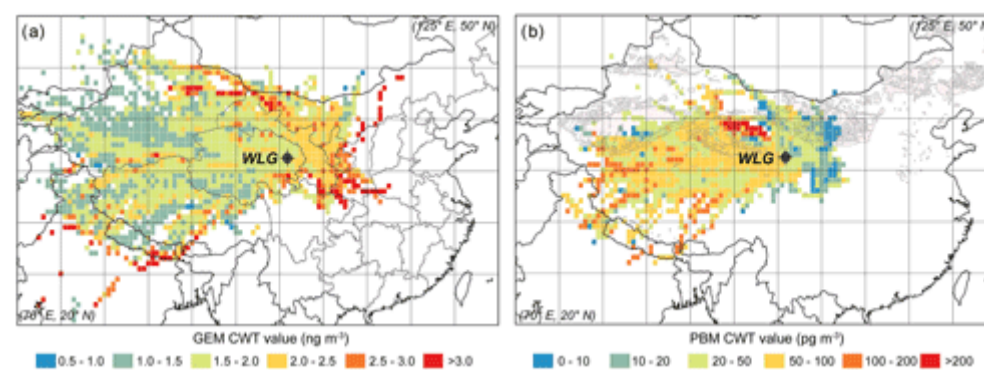 (a)
(125° E, 50° N)
WLG
(70° E, 20° N)
GEM CWT value (ng m-3)
0.5 - 1.0
1.0 - 1.5
1.5 - 2.0
2.0 - 2.5
2.5 - 3.0
>3.0
(b)
(125° E, 50° N)
WLG
(70° E, 20° N)
PBM CWT value (pg m-3)
0 - 10
10 - 20
20 - 50
50 - 100
100 - 200
>200